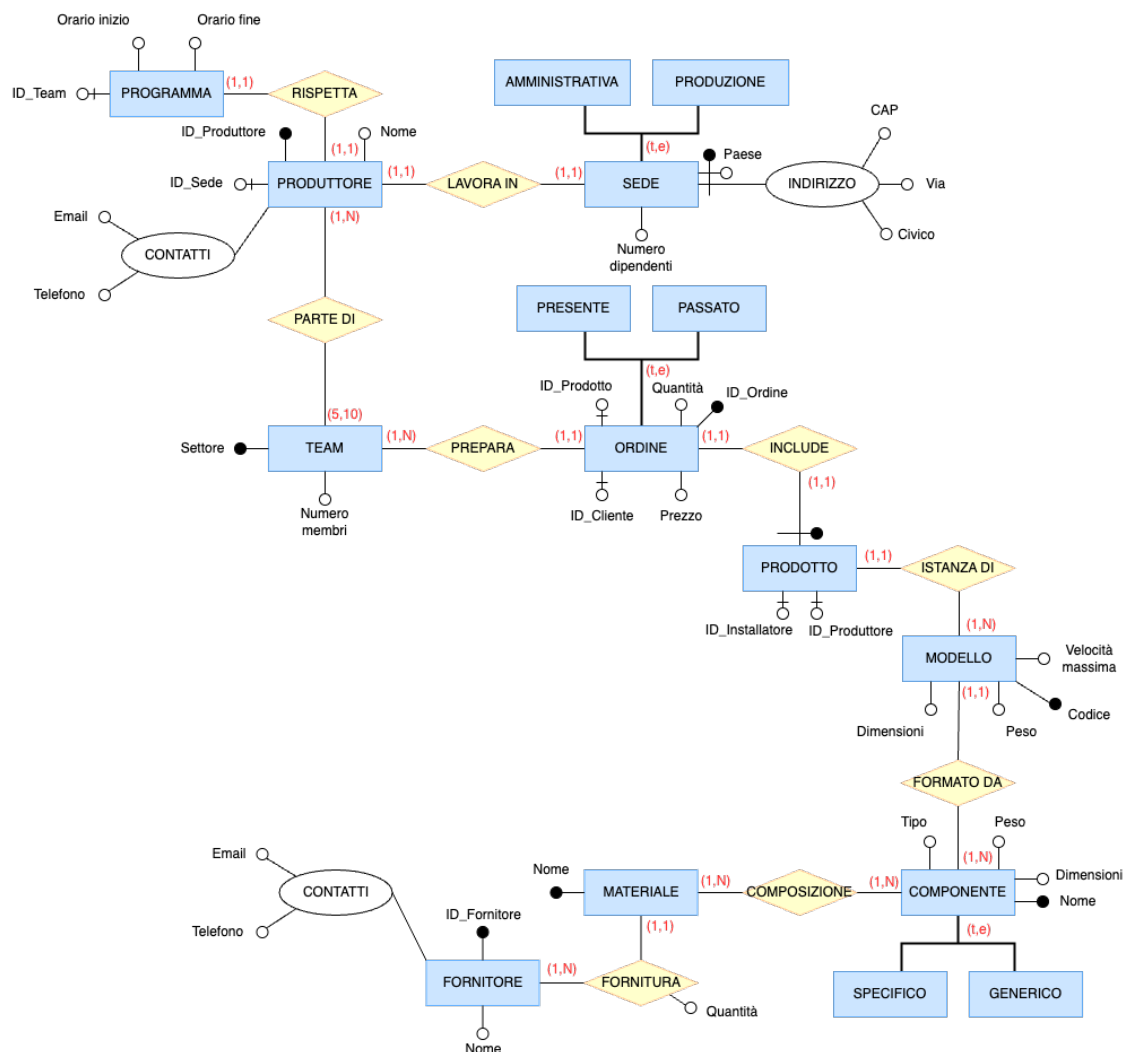 Orario inizio
Orario fine
ID_Team
PROGRAMMA
(1,1)
RISPETTA
AMMINISTRATIVA
PRODUZIONE
CAP
ID_Produttore
(1,1)
Nome
(t,e)
Paese
ID_Sede
PRODUTTORE
(1,1)
LAVORA IN
(1,1)
SEDE
INDIRIZZO
Via
Email
(1,N)
CONTATTI
Civico
Numero
dipendenti
Telefono
PARTE DI
PRESENTE
PASSATO
(t,e)
ID_Prodotto
Quantità
ID_Ordine
(5,10)
Settore
TEAM
(1,N)
PREPARA
(1,1)
ORDINE
(1,1)
INCLUDE
Numero
membri
ID_Cliente
Prezzo
(1,1)
PRODOTTO
(1,1)
ISTANZA DI
ID_Installatore
ID_Produttore
(1,N)
MODELLO
Velocità
massima
(1,1)
Dimensioni
Peso
Codice
FORMATO DA
Tipo
Peso
(1,N)
Email
CONTATTI
Nome
MATERIALE
(1,N)
COMPOSIZIONE
(1,N)
COMPONENTE
Dimensioni
Nome
Telefono
ID_Fornitore
(1,1)
(t,e)
FORNITORE
(1,N)
FORNITURA
SPECIFICO
GENERICO
Quantità
Nome